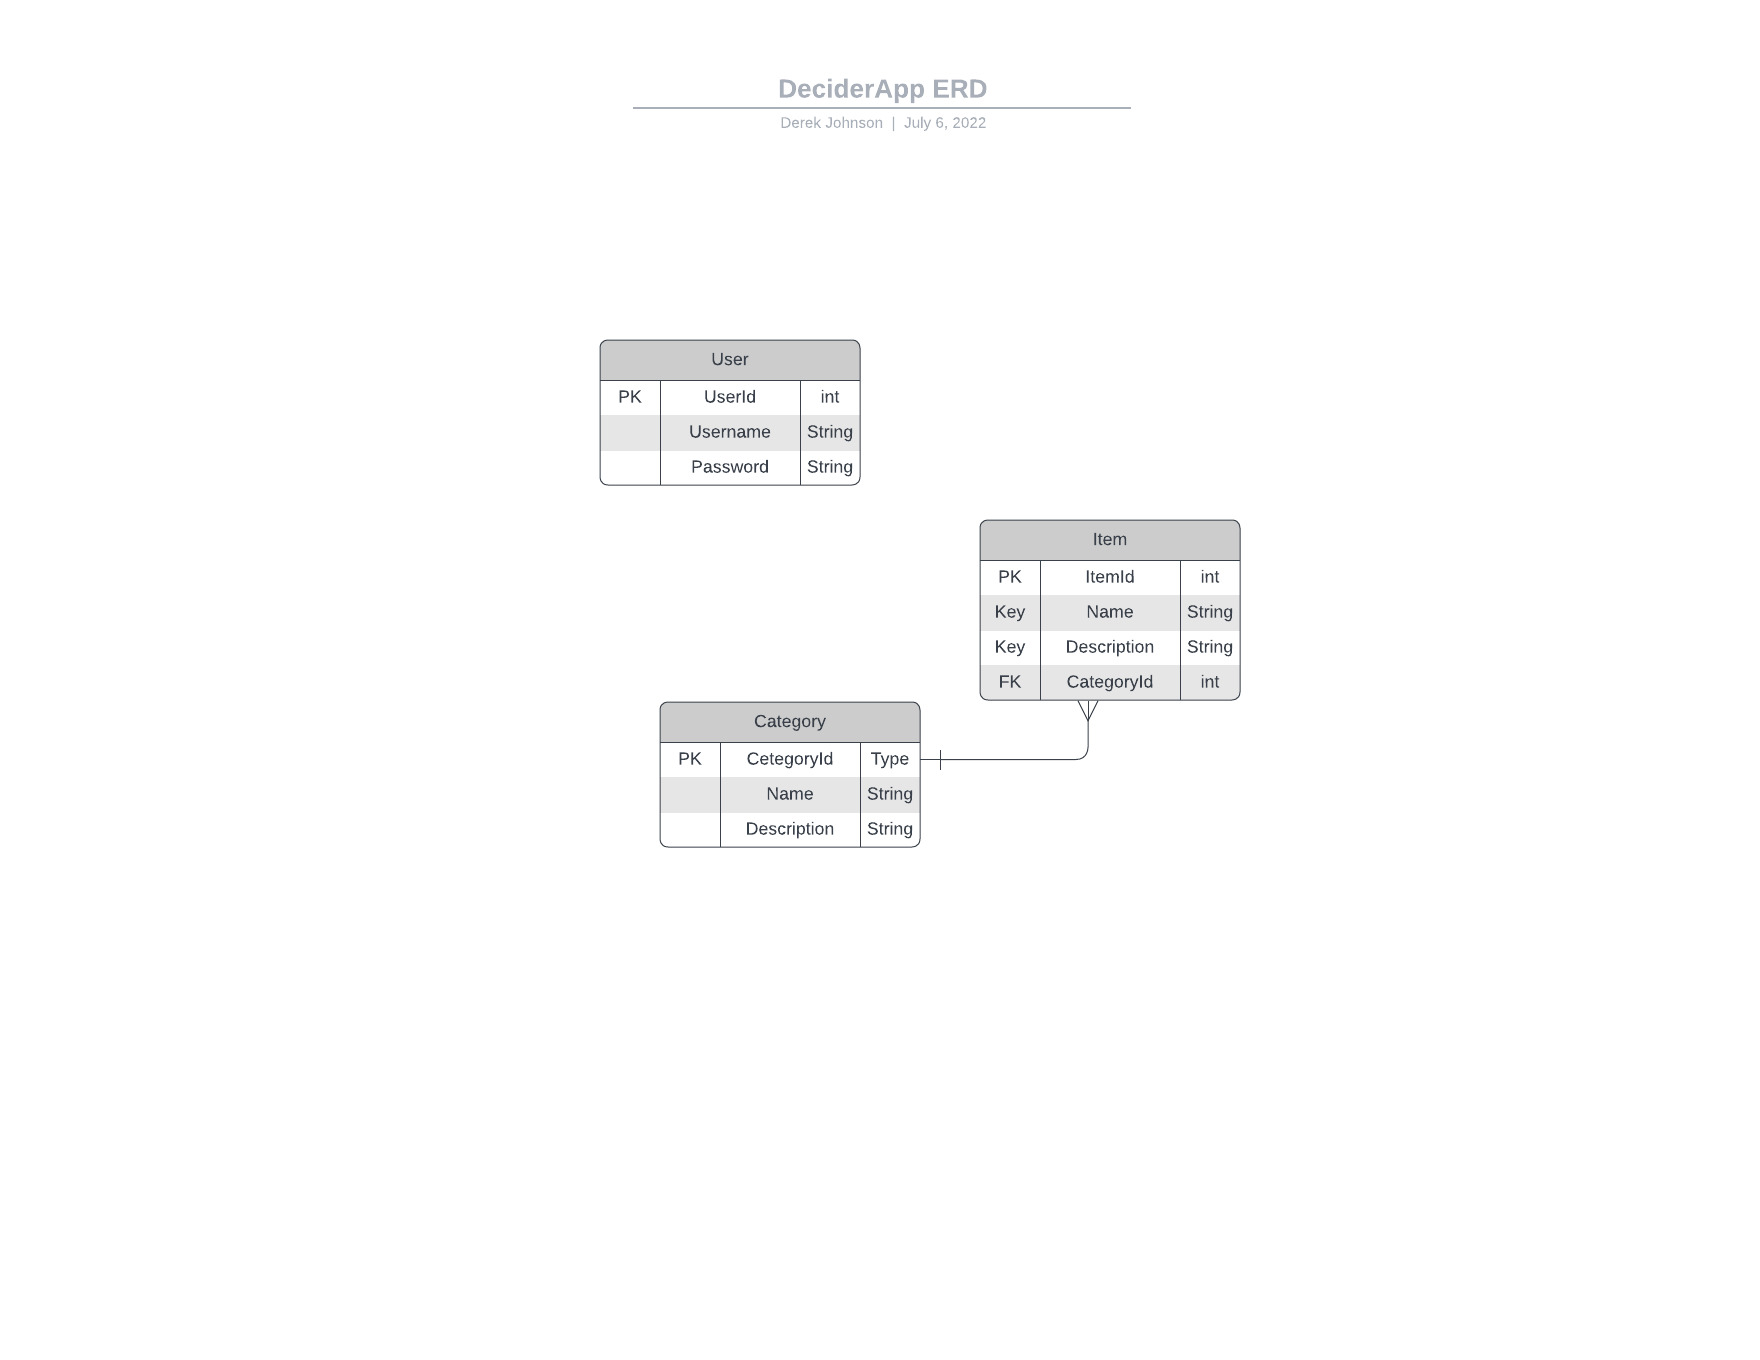 DeciderApp ERD
Derek Johnson | July 6, 2022
User
PK UserId int
Username String
Password String
Item
PK ItemId int
Key Name String
Key Description String
FK CategoryId int
Category
PK CetegoryId Type
Name String
Description String